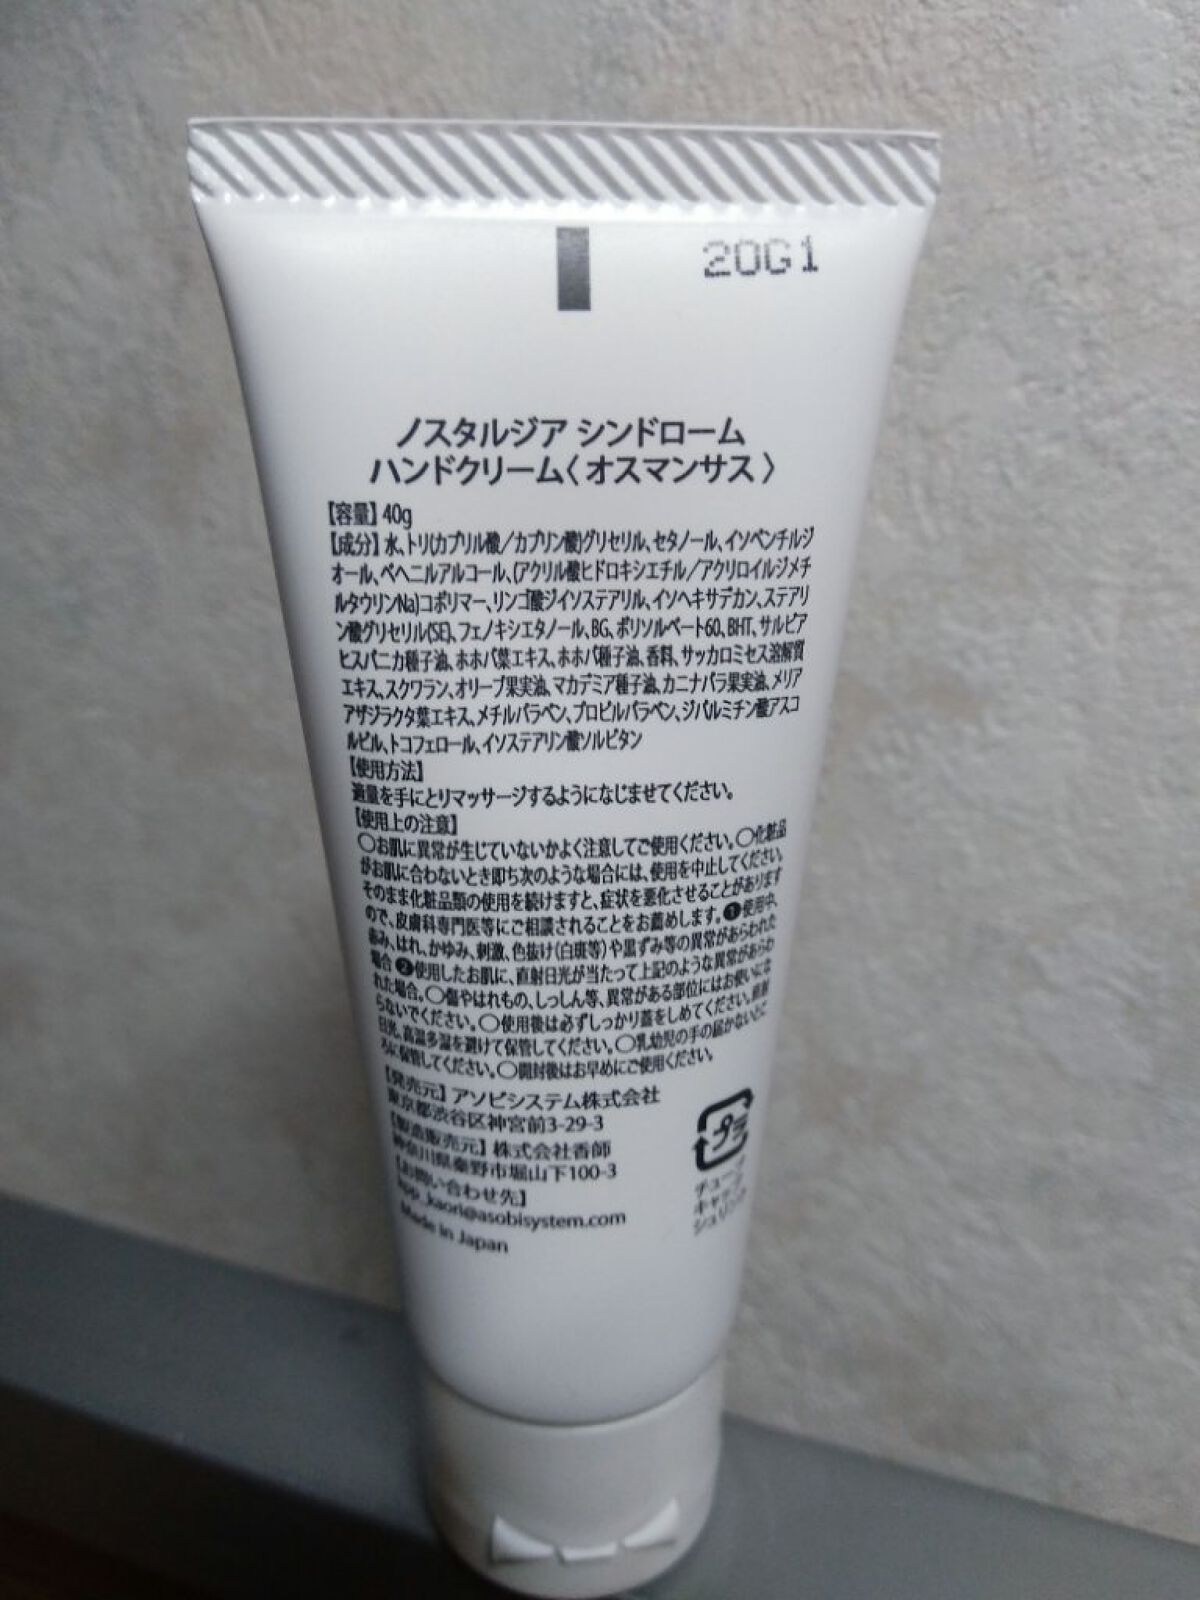 20G1
ノスタルジア シンドローム
ハンドクリーム〈オスマンサス〉
【容量】40g
【成分】水、トリ(カプリル酸／カプリン酸)グリセリル、セタノール、イソペンチルジ
オール、ベヘニルアルコール、(アクリル酸ヒドロキシエチル／アクリロイルジメチ
ルタウリンNa)コポリマー、リンゴ酸ジイソステアリル、イソヘキサデカン、ステアリ
ン酸グリセリル(SE)、フェノキシエタノール、BG、ポリソルベート60、BHT、サルビア
ヒスパニカ種子油、ホホバ葉エキス、ホホバ種子油、香料、サッカロミセス溶解質
エキス、スクワラン、オリーブ果実油、マカデミア種子油、カニナバラ果実油、メリア
アザジラクタ葉エキス、メチルパラベン、プロピルパラベン、ジパルミチン酸アスコ
ルビル、トコフェロール、イソステアリン酸ソルビタン
【使用方法】
適量を手にとりマッサージするようになじませてください。
【使用上の注意】
○お肌に異常が生じていないかよく注意してご使用ください。○化粧品
がお肌に合わないとき即ち次のような場合には、使用を中止してください。
そのまま化粧品類の使用を続けますと、症状を悪化させることがあります
ので、皮膚科専門医等にご相談されることをお薦めします。❶使用中、
赤み、はれ、かゆみ、刺激、色抜け(白斑等)や黒ずみ等の異常があらわれた
場合 ❷使用したお肌に、直射日光が当たって上記のような異常があらわ
れた場合。○傷やはれもの、しっしん等、異常がある部位にはお使いにな
らないでください。○使用後は必ずしっかり蓋をしめてください。直射
日光、高温多湿を避けて保管してください。○乳幼児の手の届かないとこ
ろに保管してください。○開封後はお早めにご使用ください。
【発売元】アソビシステム株式会社
東京都渋谷区神宮前3-29-3
【製造販売元】株式会社香師
神奈川県秦野市堀山下100-3
【お問い合わせ先】
_kaori@asobisystem.com
Made in Japan
プラ
チューブ
キャップ
シュリンク